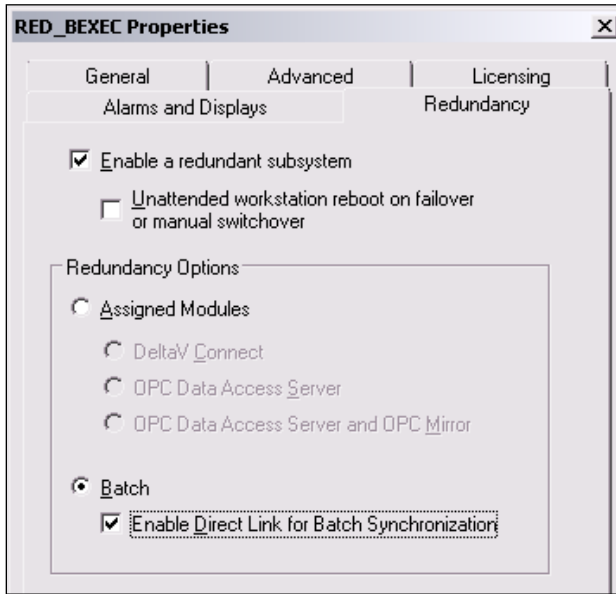 RED_BEXEC Properties
General
Advanced
Licensing
Alarms and Displays
Redundancy
Enable a redundant subsystem
Unattended workstation reboot on failover
or manual switchover
Redundancy Options
Assigned Modules
DeltaV Connect
OPC Data Access Server
OPC Data Access Server and OPC Mirror
Batch
Enable Direct Link for Batch Synchronization